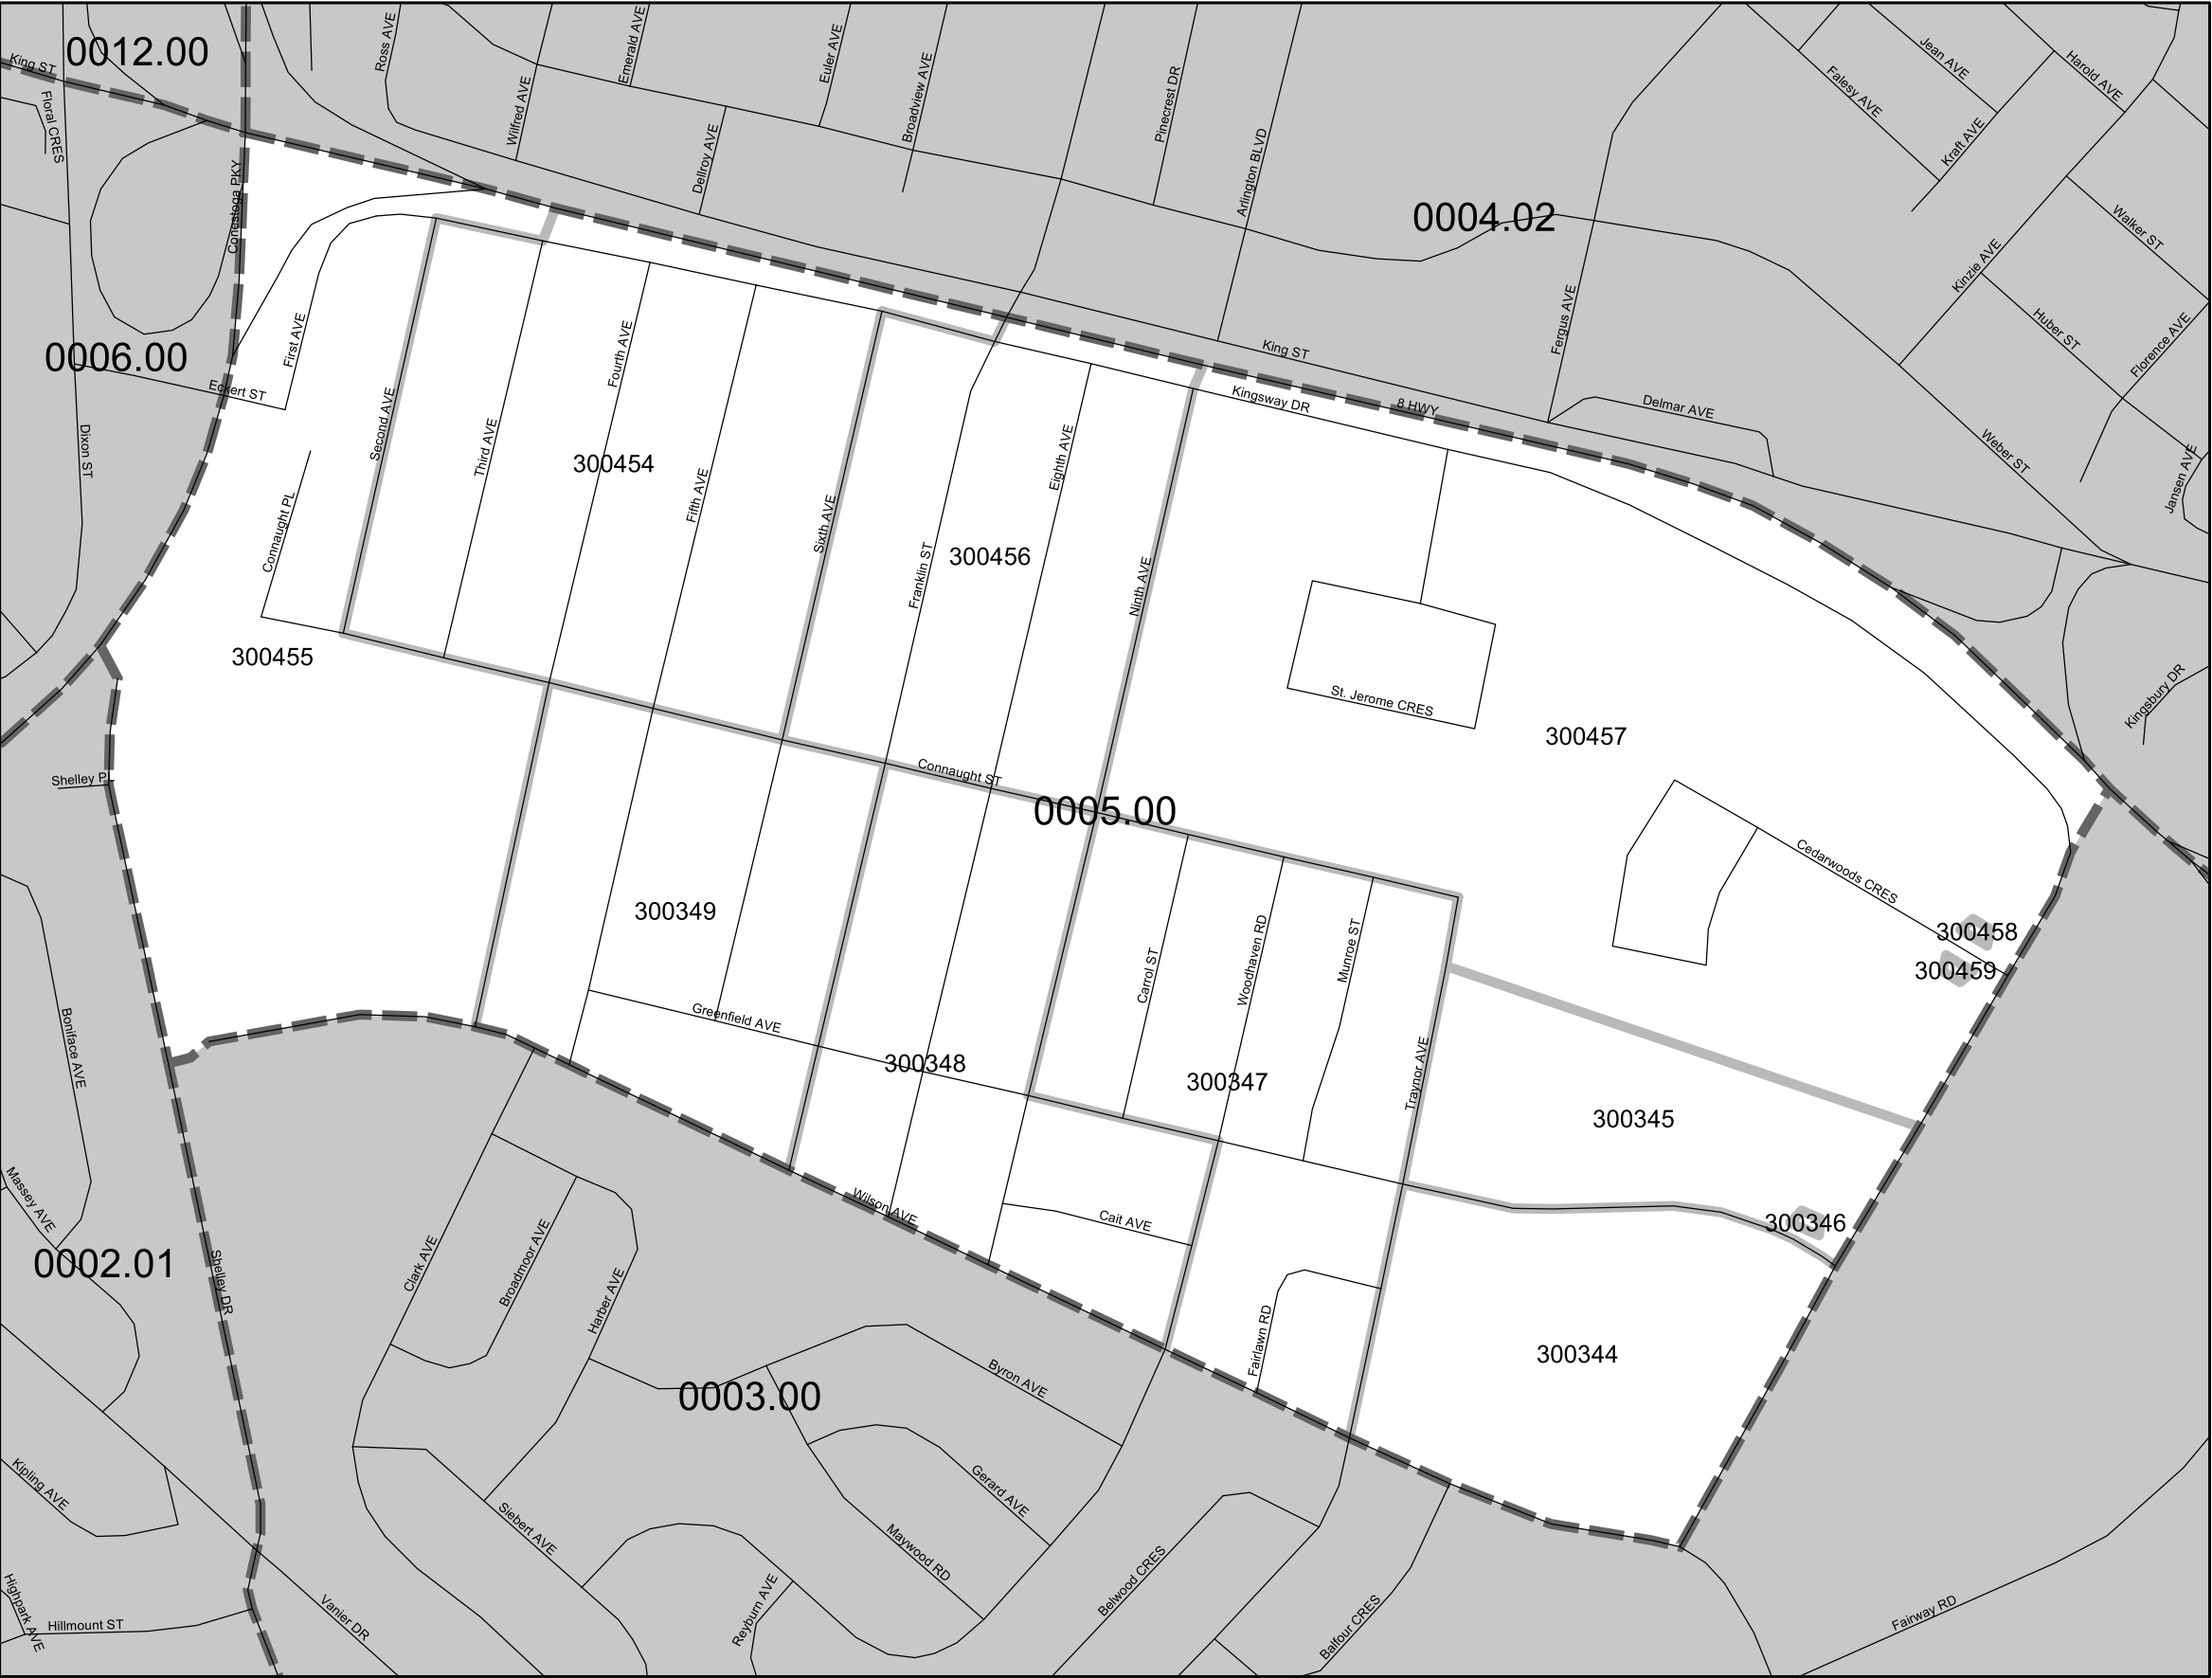 0012.00
King ST
Floral CRES
Ross AVE
Wilfred AVE
Emerald AVE
Dellroy AVE
Euler AVE
Broadview AVE
Pinecrest DR
Arlington BLVD
0004.02
Jean AVE
Falesy AVE
Harold AVE
Kraft AVE
Walker ST
Kinzie AVE
Huber ST
Florence AVE
Fergus AVE
Conestoga PKY
0006.00
First AVE
Eckert ST
Dixon ST
King ST
Kingsway DR
8 HWY
Delmar AVE
Weber ST
Jansen AVE
Second AVE
Third AVE
Fourth AVE
300454
Fifth AVE
Sixth AVE
Franklin ST
Eighth AVE
300456
Ninth AVE
Connaught PL
300455
St. Jerome CRES
300457
Kingsbury DR
Shelley PL
Connaught ST
0005.00
Cedarwoods CRES
300458
300459
300349
Greenfield AVE
Carrol ST
Woodhaven RD
Munroe ST
Traynor AVE
300348
300347
300345
Boniface AVE
Massey AVE
0002.01
Shelley DR
Wilson AVE
Cait AVE
300346
Clark AVE
Broadmoor AVE
Harber AVE
Fairlawn RD
300344
0003.00
Byron AVE
Gerard AVE
Maywood RD
Kipling AVE
Siebert AVE
Reyburn AVE
Belwood CRES
Balfour CRES
Highpark AVE
Hillmount ST
Vanier DR
Fairway RD